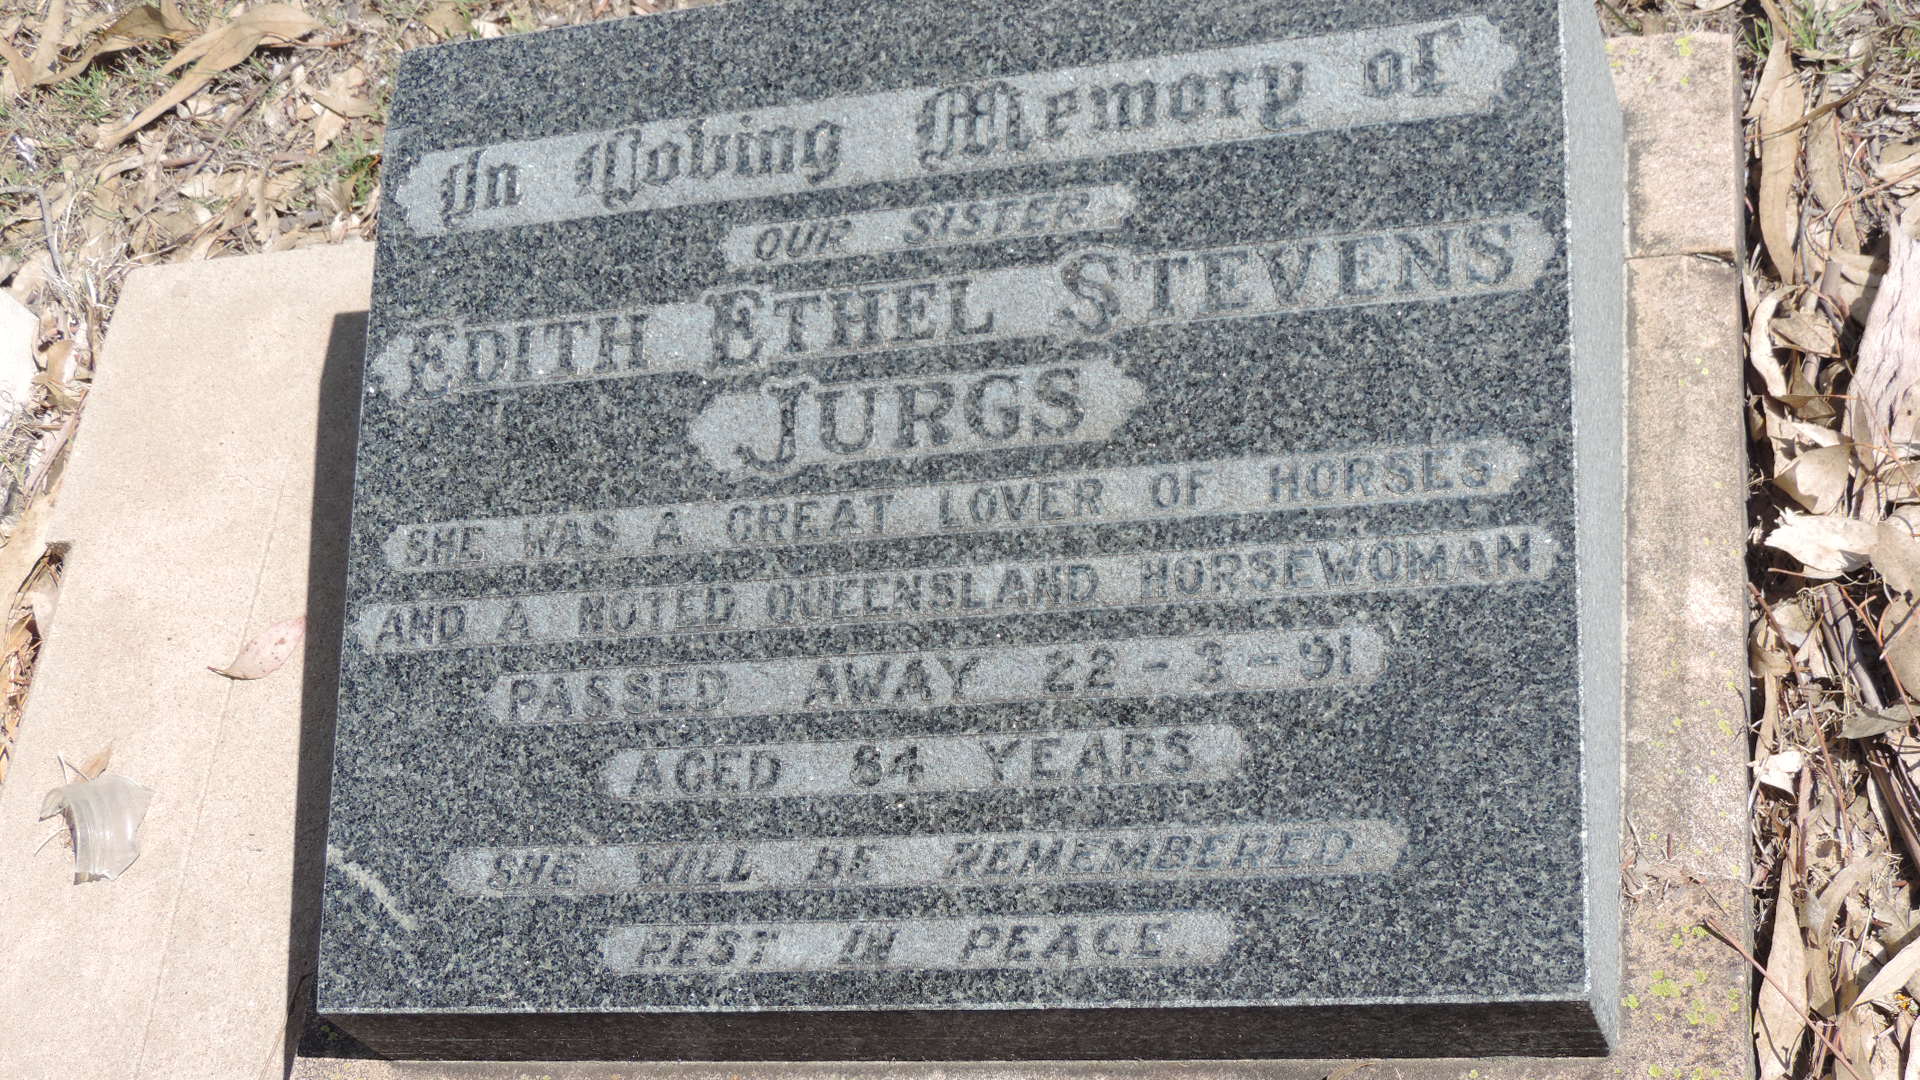 In Loving Memory of
OUR SISTER
EDITH ETHEL STEVENS
JURGS
SHE WAS A GREAT LOVER OF HORSES
AND A NOTED QUEENSLAND HORSEWOMAN
PASSED AWAY 22-3-91
AGED 84 YEARS
SHE WILL BE REMEMBERED
REST IN PEACE.